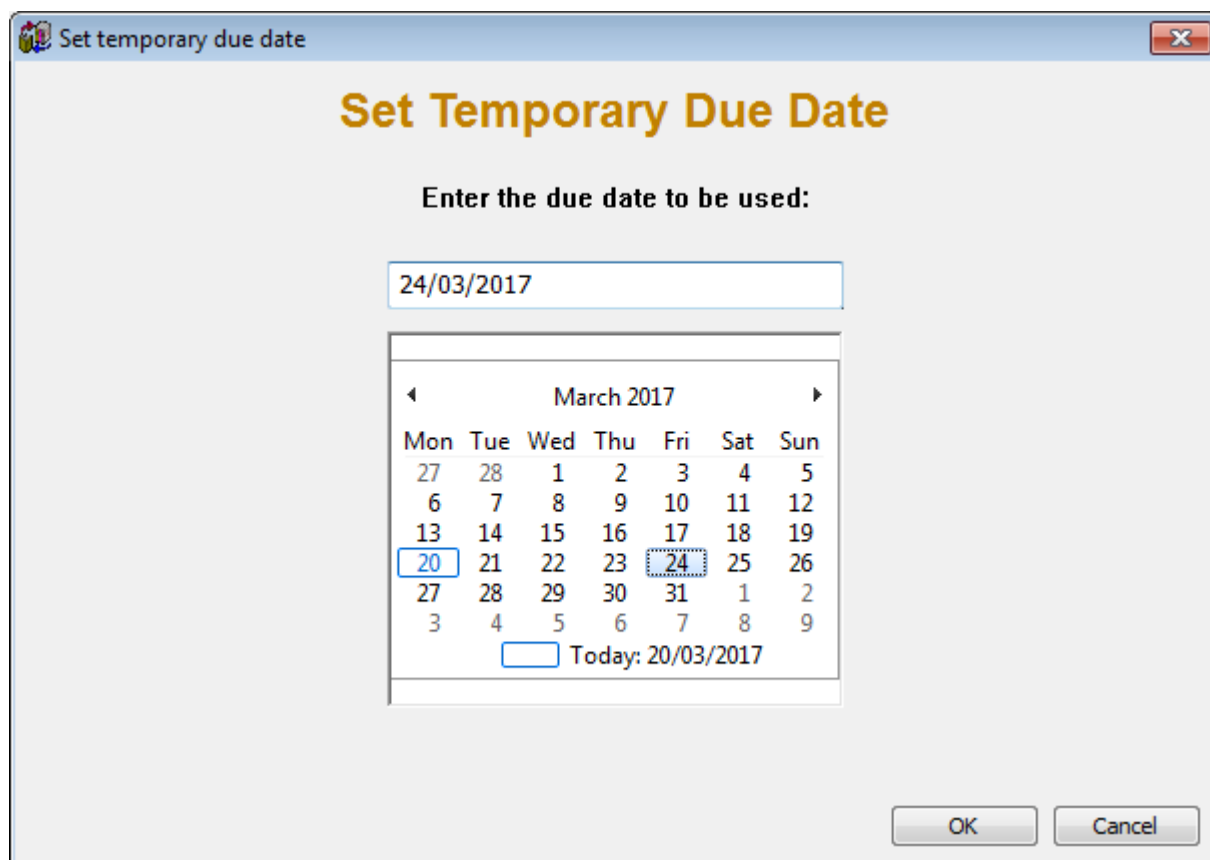 Set temporary due date
Set Temporary Due Date
Enter the due date to be used:
24/03/2017
March 2017
Mon Tue Wed Thu Fri Sat Sun
27 28 1 2 3 4 5
6 7 8 9 10 11 12
13 14 15 16 17 18 19
20 21 22 23 24 25 26
27 28 29 30 31 1 2
3 4 5 6 7 8 9
Today: 20/03/2017
OK Cancel